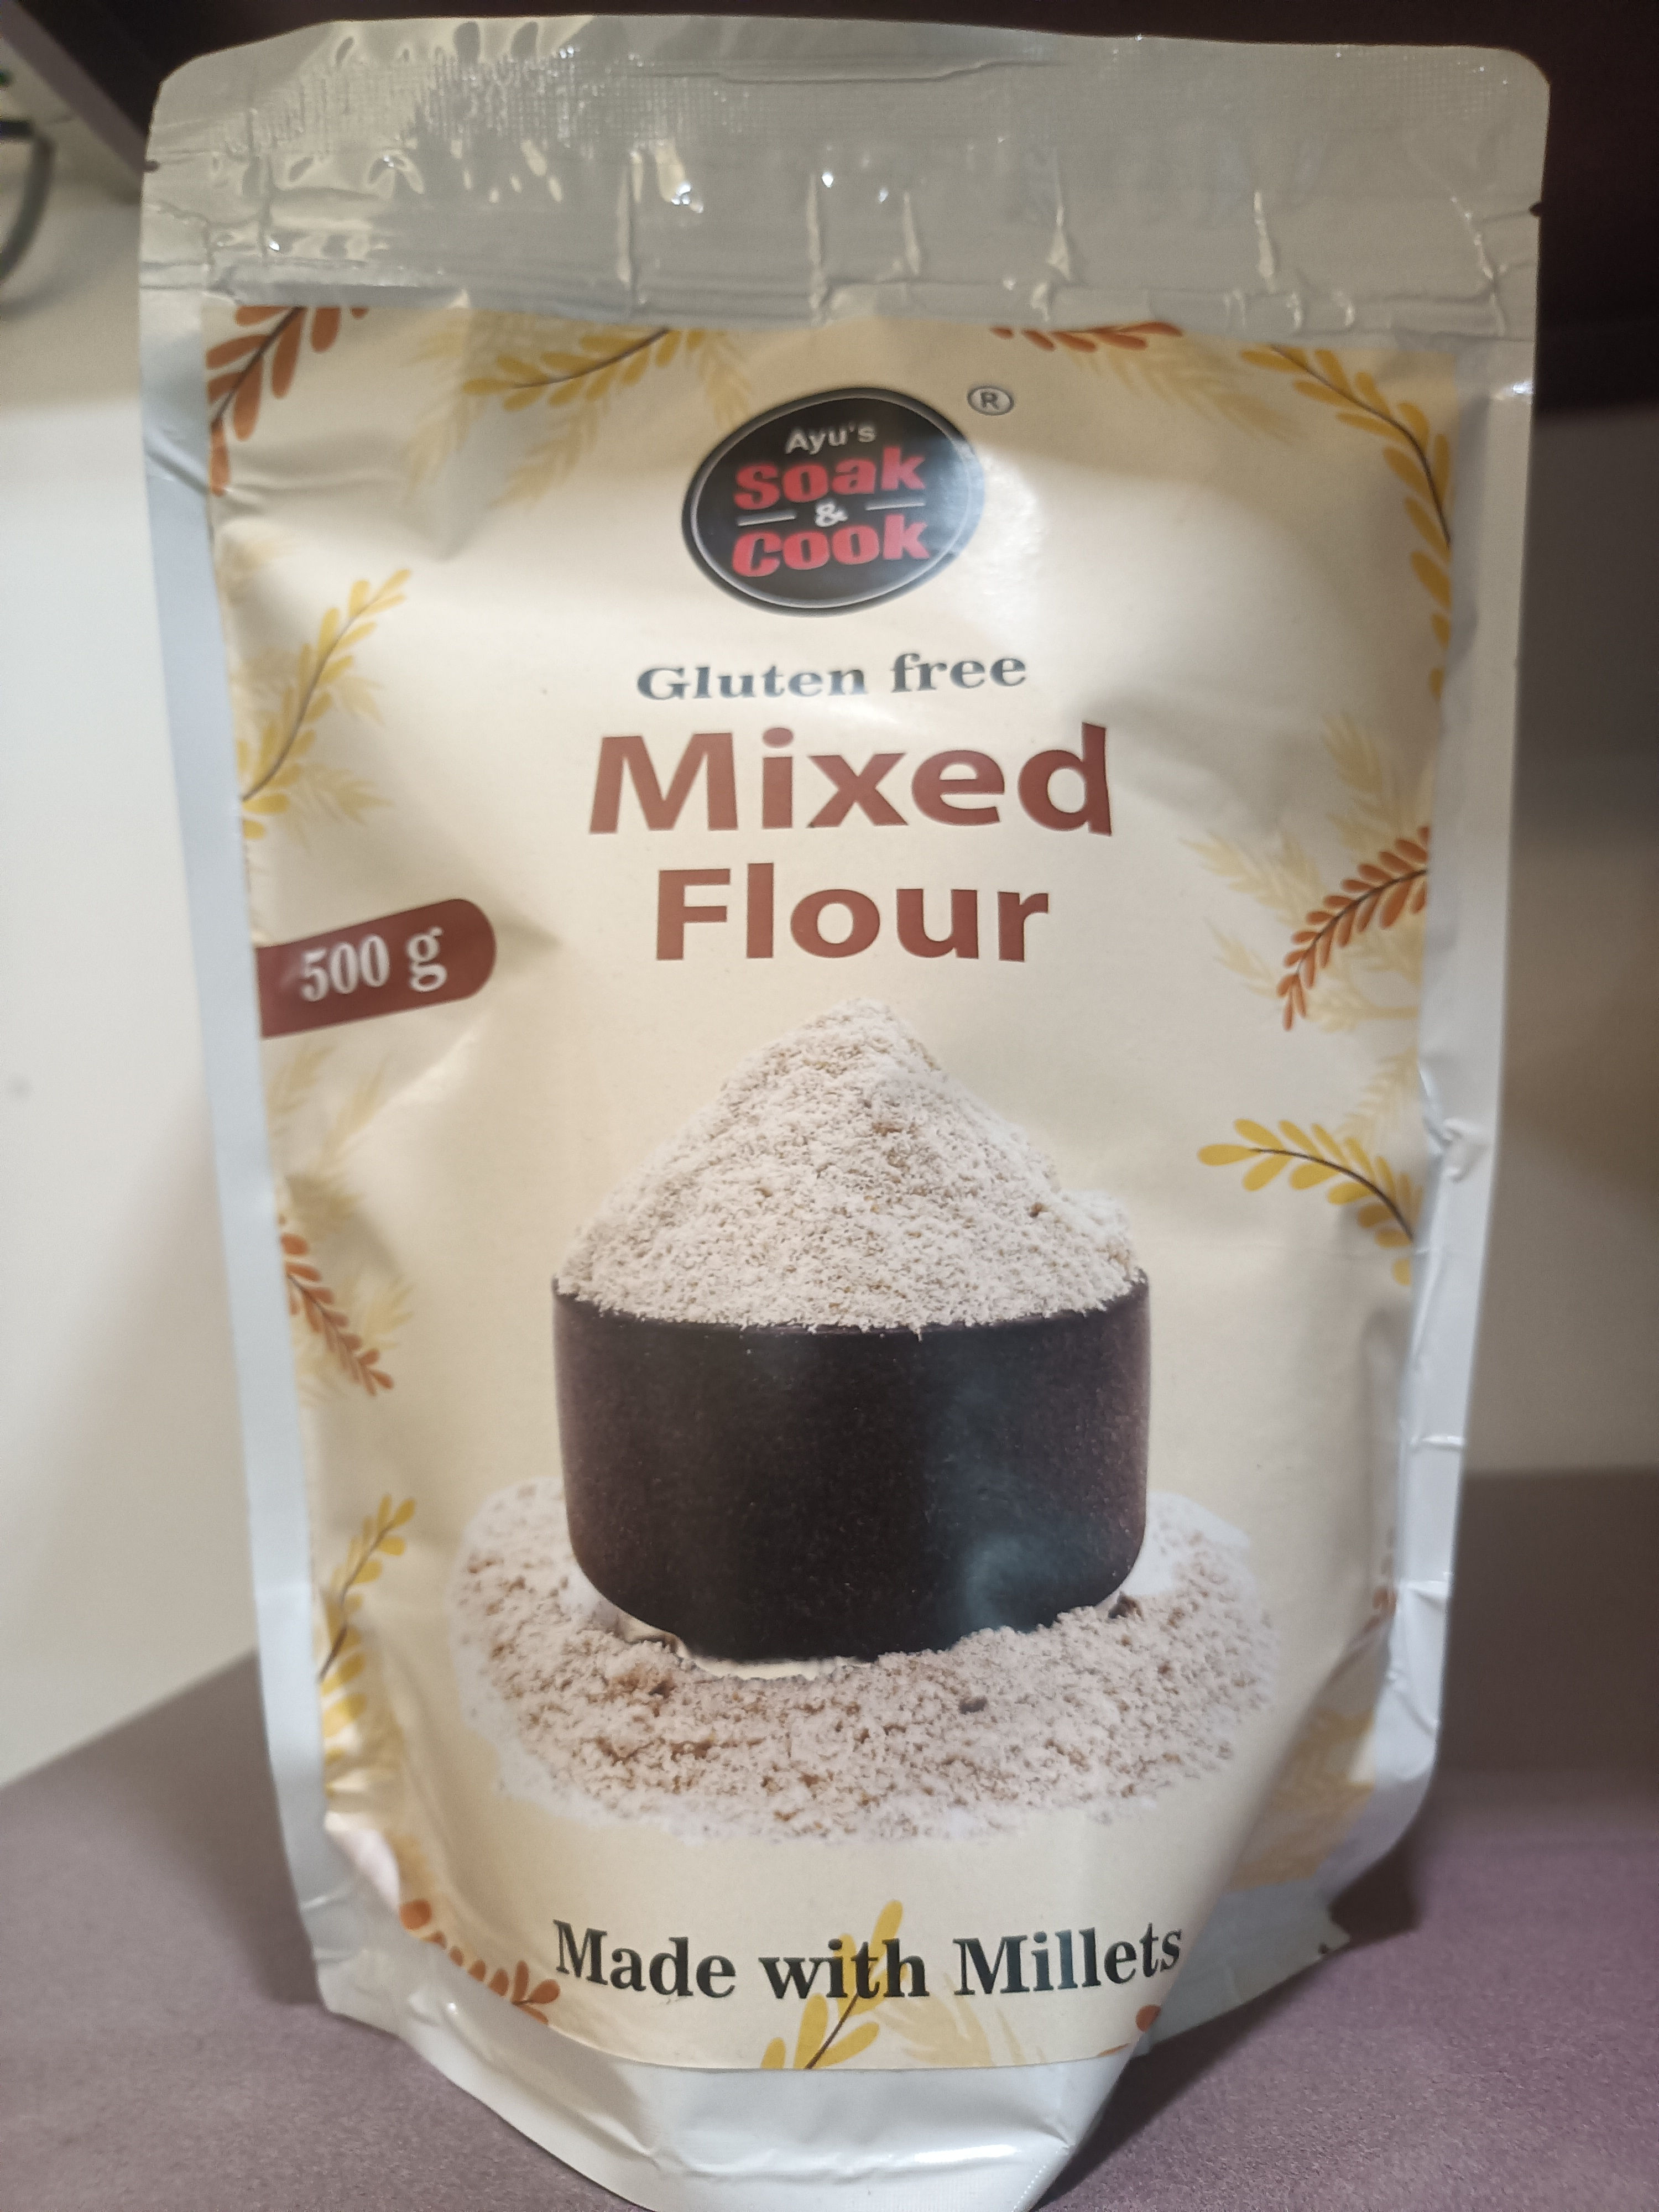 Ayu's
Soak
&
Cook
®
Gluten free
Mixed
Flour
500 g
Made with Millets